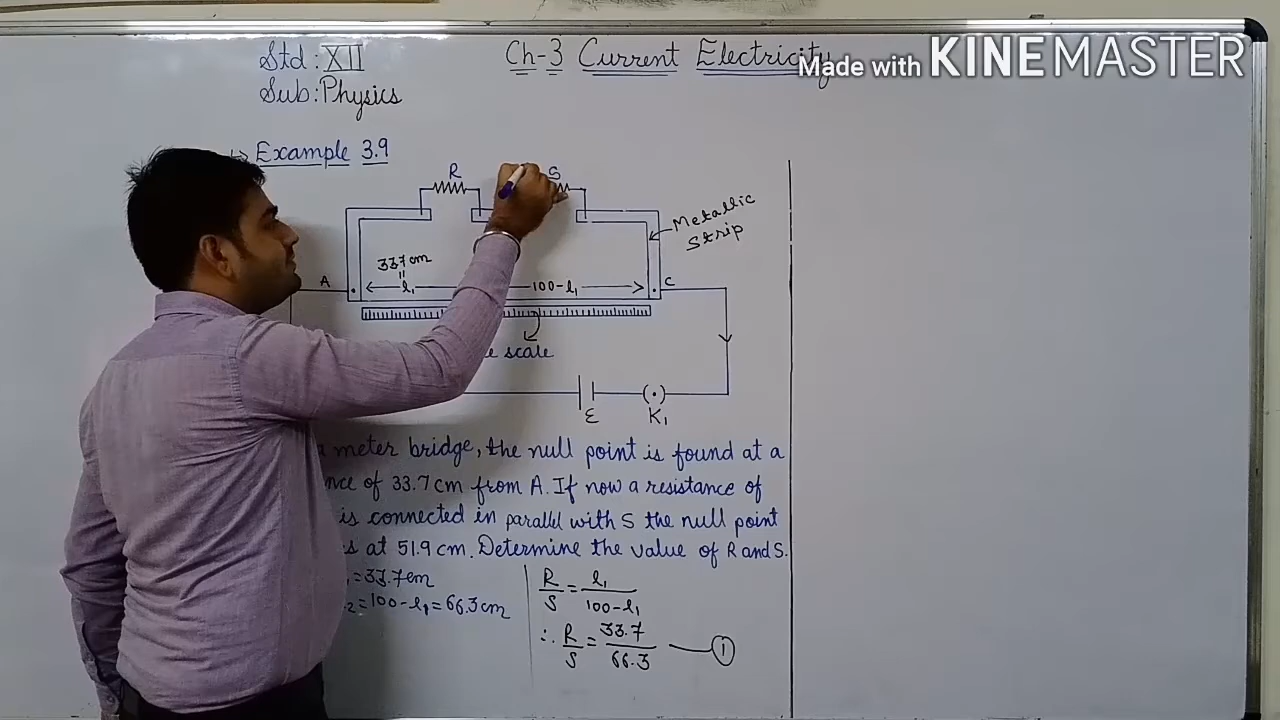 Std : XII
Ch-3 Current Electricity
Made with KINEMASTER
Sub : Physics
↳ Example 3.9
R
S
Metallic
Strip
33.7 cm
A
l₁
100-l₁
C
scale
ε
K₁
meter bridge, the null point is found at a
of 33.7 cm from A. If now a resistance of
is connected in parallel with S the null point
at 51.9 cm. Determine the value of R and S.
= 33.7 cm
= 100 - l₁ = 66.3 cm
R/S = l₁/100-l₁
∴ R/S = 33.7/66.3 — ①